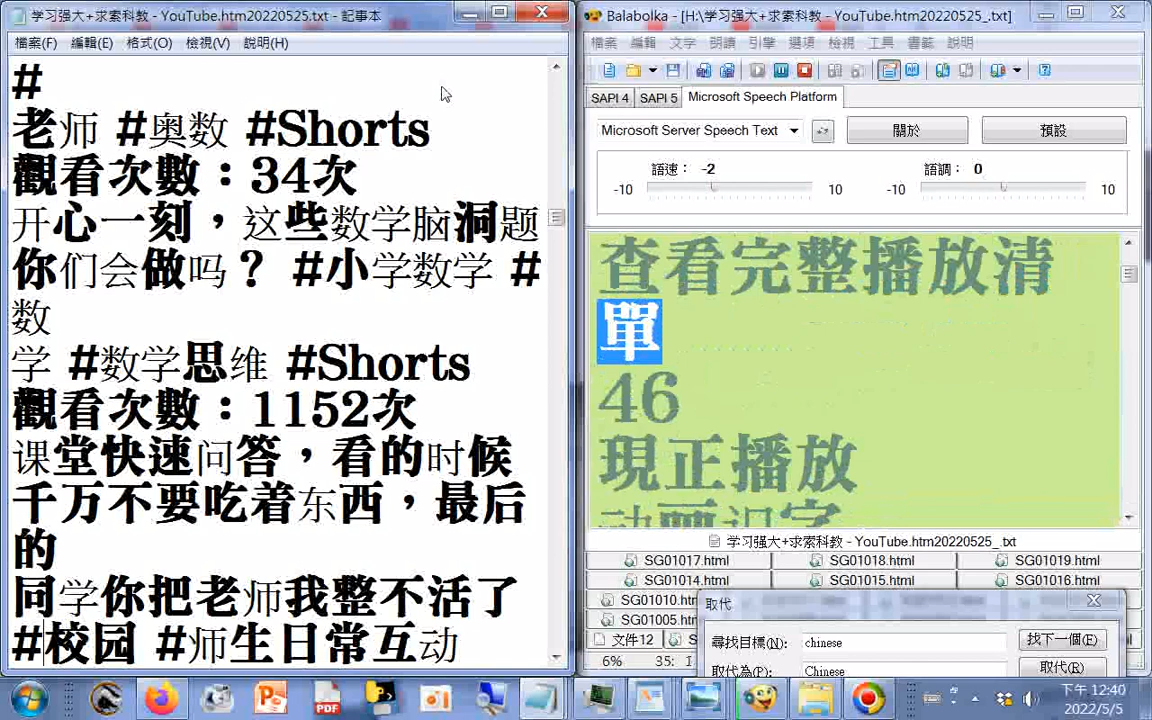 学习强大+求索科教 - YouTube.htm20220525.txt - 記事本
檔案(F) 編輯(E) 格式(O) 檢視(V) 說明(H)
#
老师 #奥数 #Shorts
觀看次數：34次
开心一刻，这些数学脑洞题
你们会做吗？ #小学数学 #
数
学 #数学思维 #Shorts
觀看次數：1152次
课堂快速问答，看的时候
千万不要吃着东西，最后
的
同学你把老师我整不活了
#校园 #师生日常互动
Balabolka - [H:\学习强大+求索科教 - YouTube.htm20220525_.txt]
檔案 編輯 文字 朗讀 引擎 選項 檢視 工具 書籤 說明
SAPI 4 SAPI 5 Microsoft Speech Platform
Microsoft Server Speech Text 關於 預設
語速： -2 語調： 0
-10 10 -10 10
查看完整播放清
單
46
現正播放
动画识字
学习强大+求索科教 - YouTube.htm20220525_.txt
SG01017.html SG01018.html SG01019.html
SG01014.html SG01015.html SG01016.html
SG01010.htm
SG01005.html
文件12
6% 35:
取代
尋找目標(N): chinese 找下一個(E)
取代為(P): Chinese 取代(R)
PDF
下午 12:40
2022/5/5